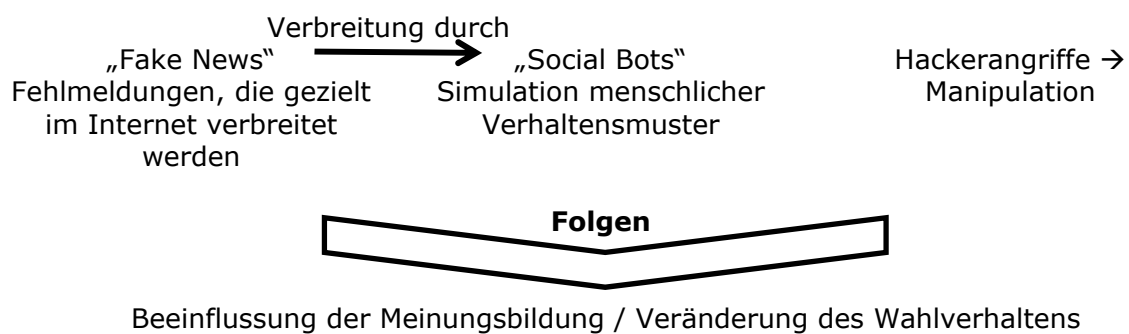 Verbreitung durch
„Fake News“
Fehlmeldungen, die gezielt
im Internet verbreitet
werden
„Social Bots“
Simulation menschlicher
Verhaltensmuster
Hackerangriffe →
Manipulation
Folgen
Beeinflussung der Meinungsbildung / Veränderung des Wahlverhaltens